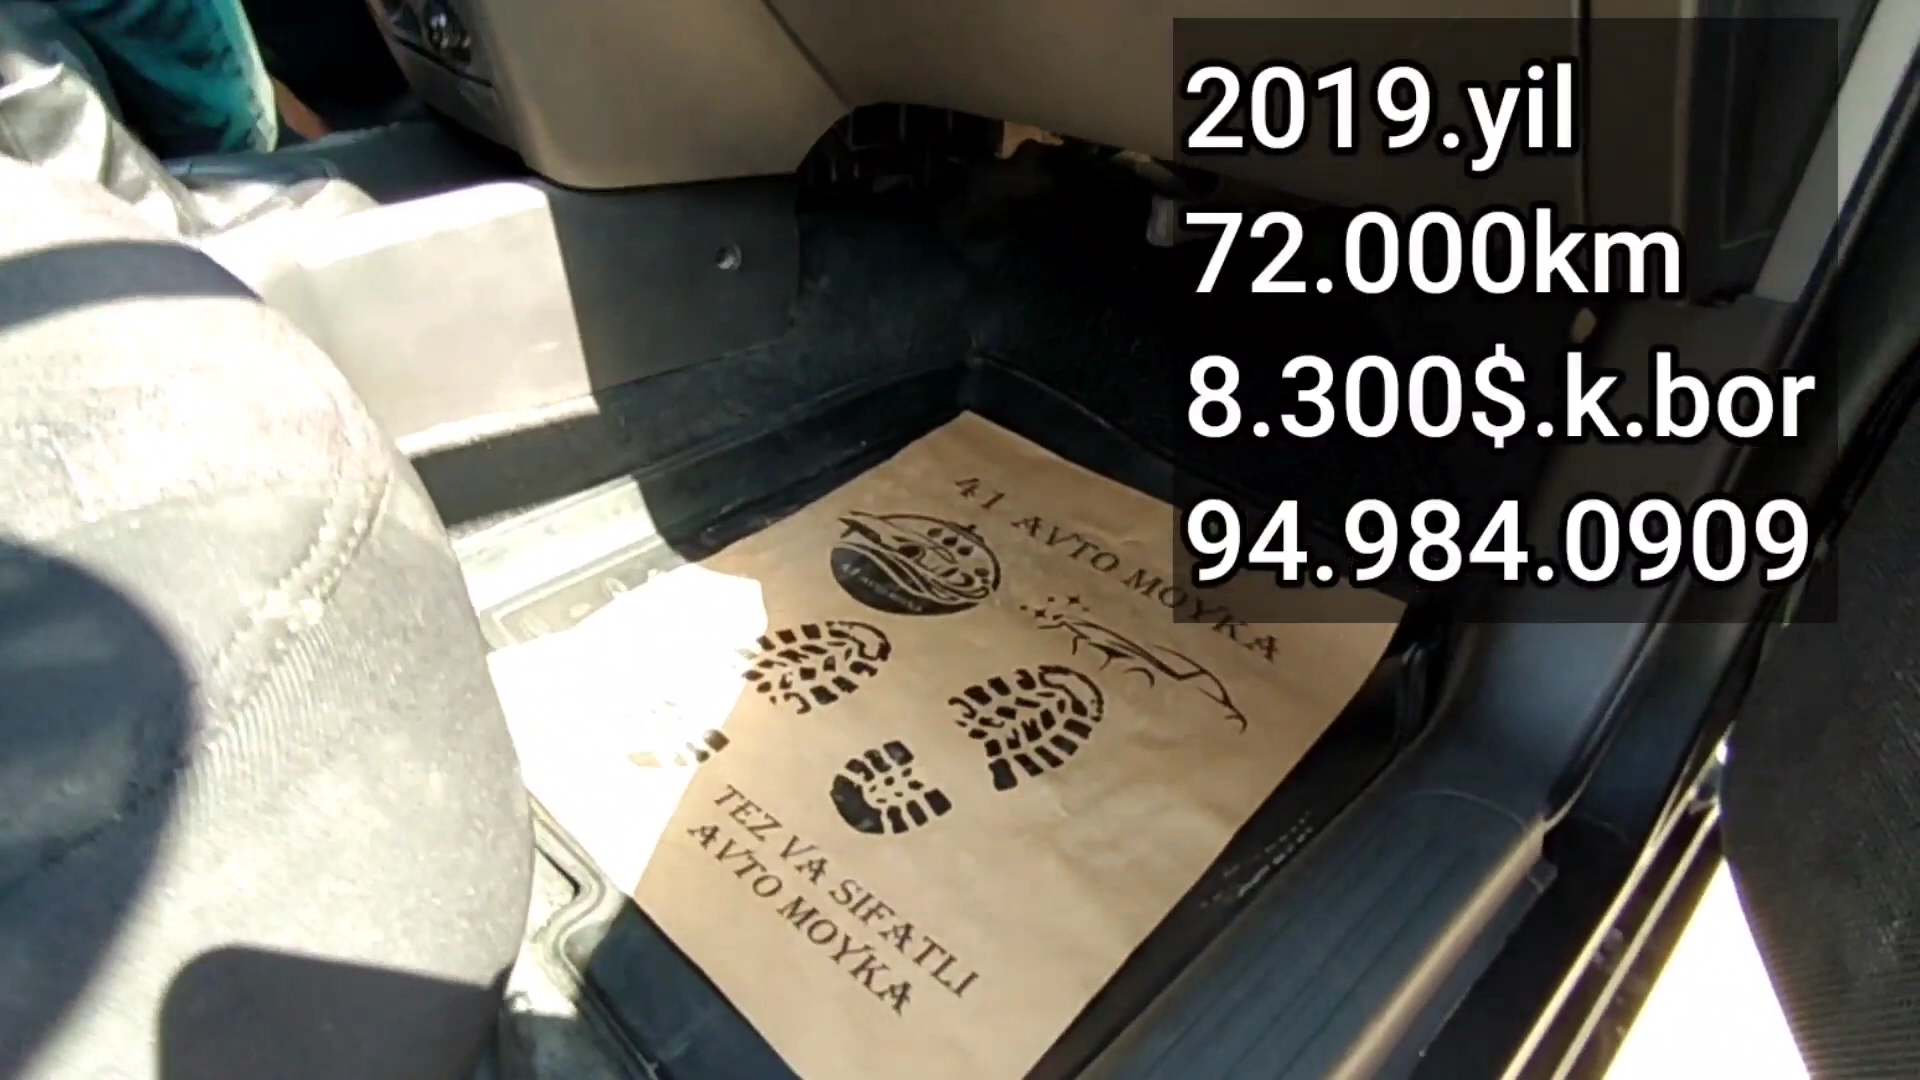 2019.yil
72.000km
8.300$.k.bor
94.984.0909
41 AVTO MOYKA
TEZ VA SIFATLI
AVTO MOYKA